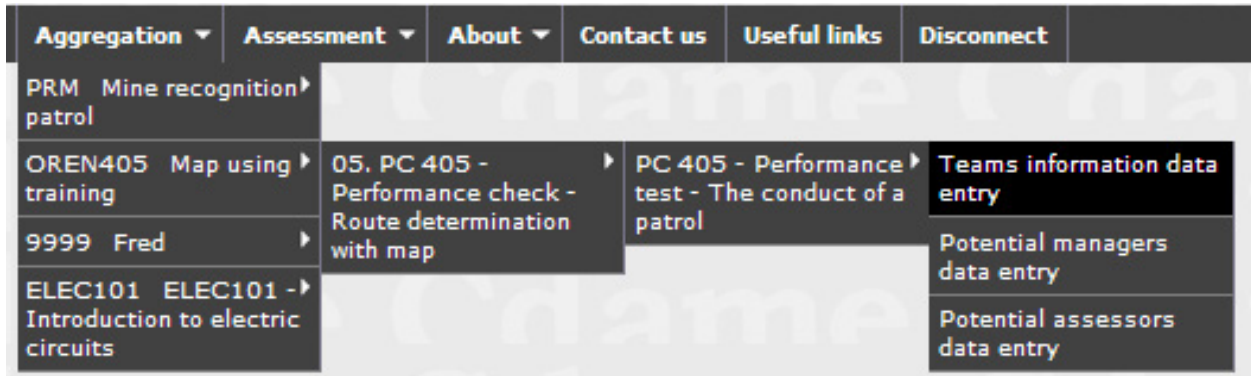 Aggregation Assessment About Contact us Useful links Disconnect
PRM Mine recognition
patrol
OREN405 Map using
training
9999 Fred
ELEC101 ELEC101 -
Introduction to electric
circuits
05. PC 405 -
Performance check -
Route determination
with map
PC 405 - Performance
test - The conduct of a
patrol
Teams information data
entry
Potential managers
data entry
Potential assessors
data entry
Cdame
Cdame